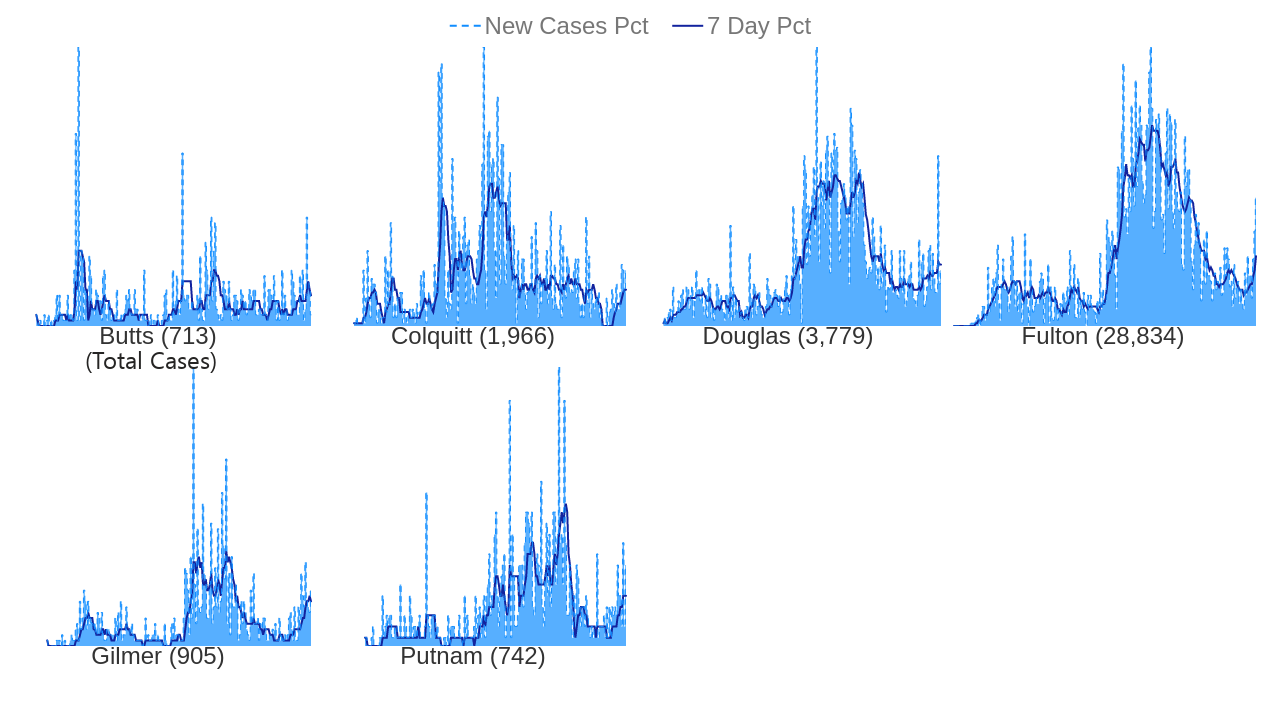 New Cases Pct 7 Day Pct
Butts (713)
(Total Cases)
Colquitt (1,966)
Douglas (3,779)
Fulton (28,834)
Gilmer (905)
Putnam (742)